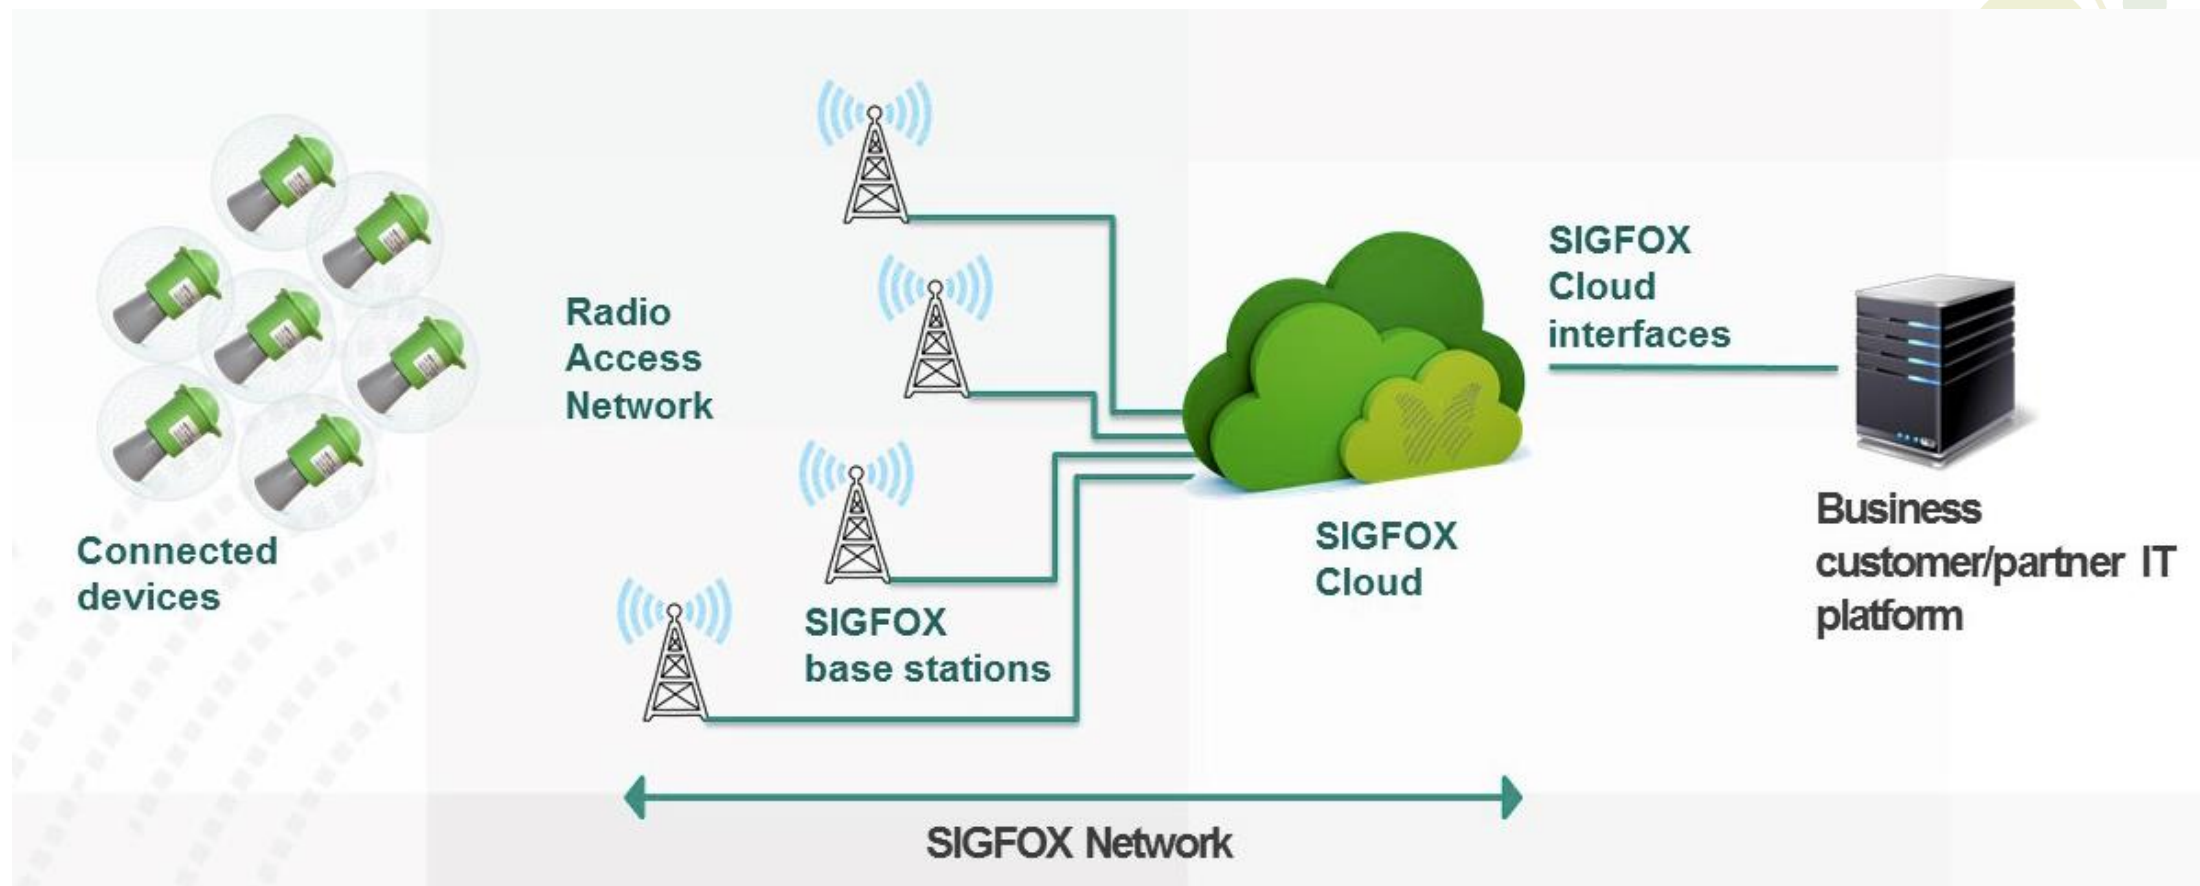 Connected
devices
Radio
Access
Network
SIGFOX
base stations
SIGFOX
Cloud
SIGFOX
Cloud
interfaces
Business
customer/partner IT
platform
SIGFOX Network